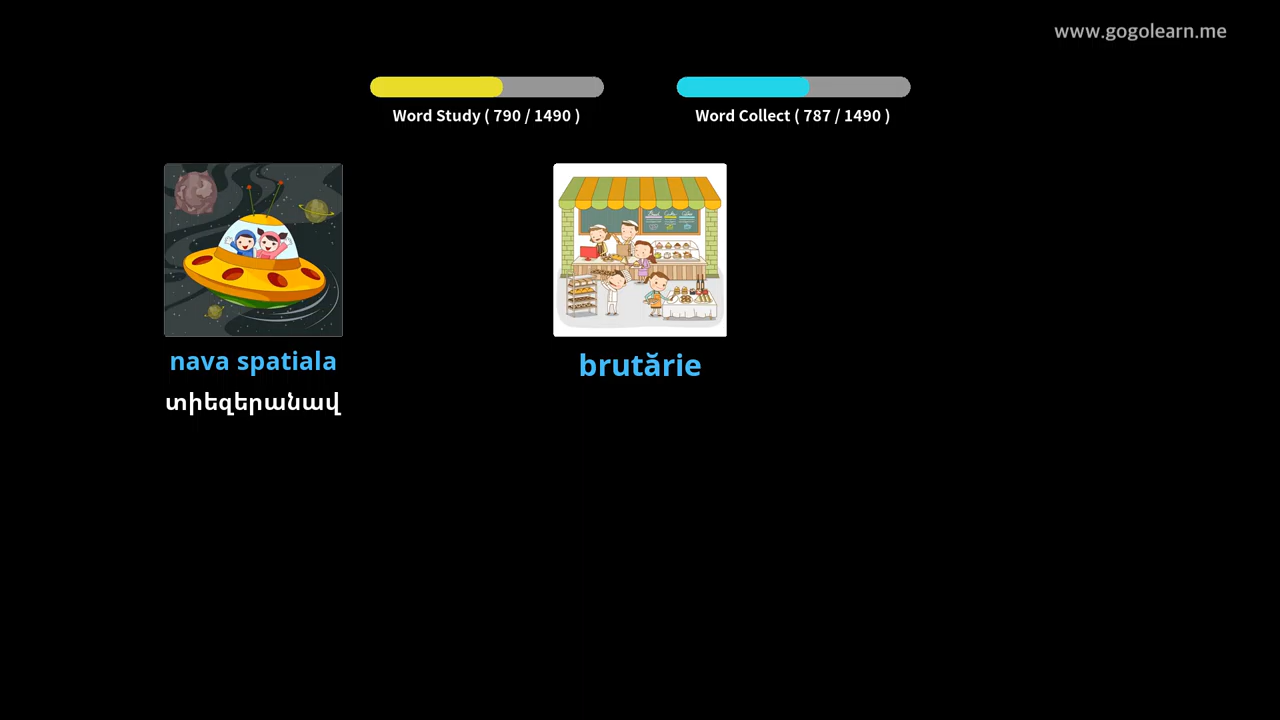 www.gogolearn.me
Word Study ( 790 / 1490 )
Word Collect ( 787 / 1490 )
nava spatiala
տիեզերանավ
brutărie